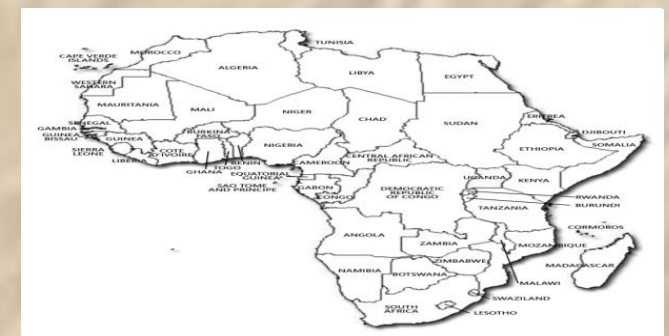 TUNISIA
MOROCCO
CAPE VERDE
ISLANDS
ALGERIA
LIBYA
EGYPT
WESTERN
SAHARA
MAURITANIA
MALI
NIGER
CHAD
SUDAN
ERITREA
SENEGAL
GAMBIA
GUINEA
BISSAU
GUINEA
BURKINA
FASO
DJIBOUTI
SOMALIA
SIERRA
LEONE
LIBERIA
COTE
D IVOIRE
GHANA
TOGO
BENIN
NIGERIA
CAMEROON
CENTRAL AFRICAN
REPUBLIC
ETHIOPIA
EQUATORIAL
GUINEA
SAO TOME
AND PRINCIPE
GABON
CONGO
DEMOCRATIC
REPUBLIC
OF CONGO
UGANDA
KENYA
RWANDA
BURUNDI
TANZANIA
CORMOROS
ANGOLA
ZAMBIA
MOZAMBIQUE
MADAGASCAR
ZIMBABWE
NAMIBIA
BOTSWANA
MALAWI
SWAZILAND
SOUTH
AFRICA
LESOTHO